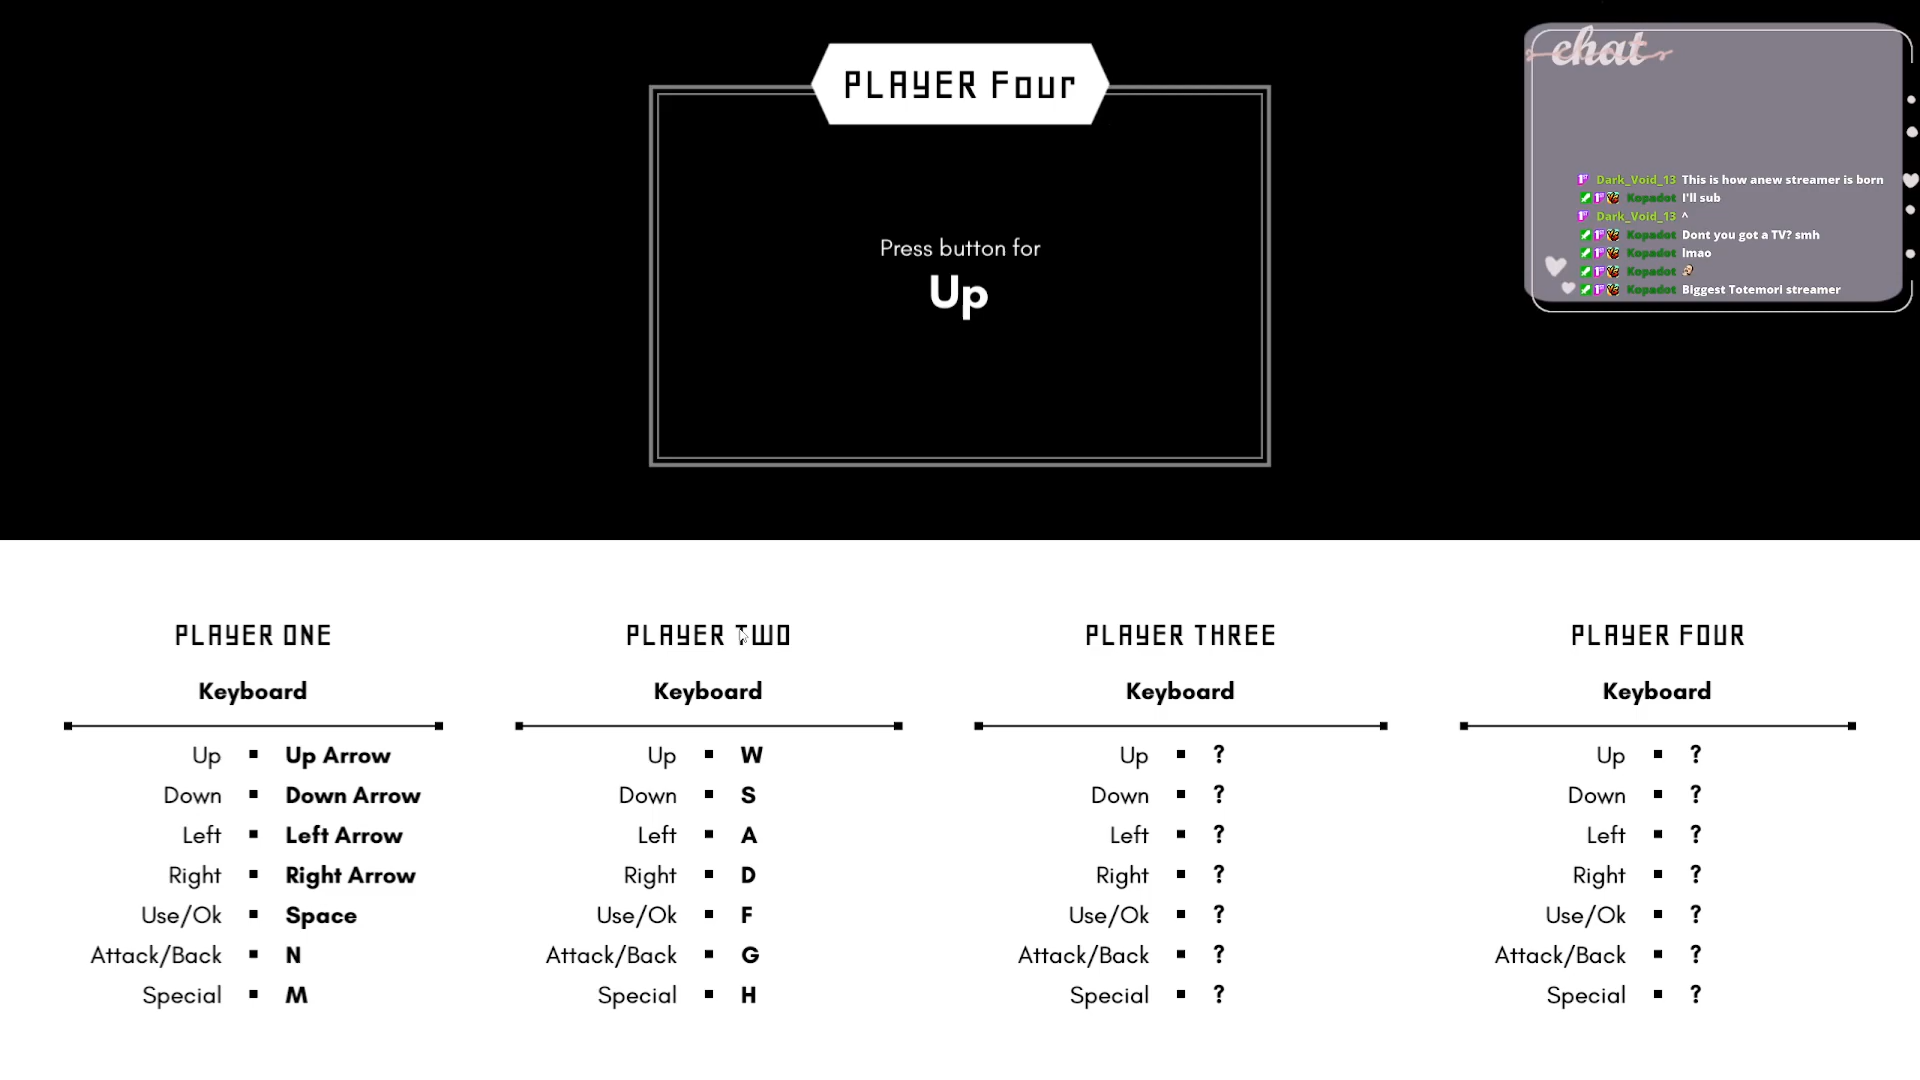 PLAYER Four
Press button for
Up
chat
Dark_Void_13 This is how anew streamer is born
Kopadot I'll sub
Dark_Void_13 ^
Kopadot Dont you got a TV? smh
Kopadot lmao
Kopadot
Kopadot Biggest Totemori streamer
PLAYER ONE
Keyboard
Up ▪ Up Arrow
Down ▪ Down Arrow
Left ▪ Left Arrow
Right ▪ Right Arrow
Use/Ok ▪ Space
Attack/Back ▪ N
Special ▪ M
PLAYER TWO
Keyboard
Up ▪ W
Down ▪ S
Left ▪ A
Right ▪ D
Use/Ok ▪ F
Attack/Back ▪ G
Special ▪ H
PLAYER THREE
Keyboard
Up ▪ ?
Down ▪ ?
Left ▪ ?
Right ▪ ?
Use/Ok ▪ ?
Attack/Back ▪ ?
Special ▪ ?
PLAYER FOUR
Keyboard
Up ▪ ?
Down ▪ ?
Left ▪ ?
Right ▪ ?
Use/Ok ▪ ?
Attack/Back ▪ ?
Special ▪ ?